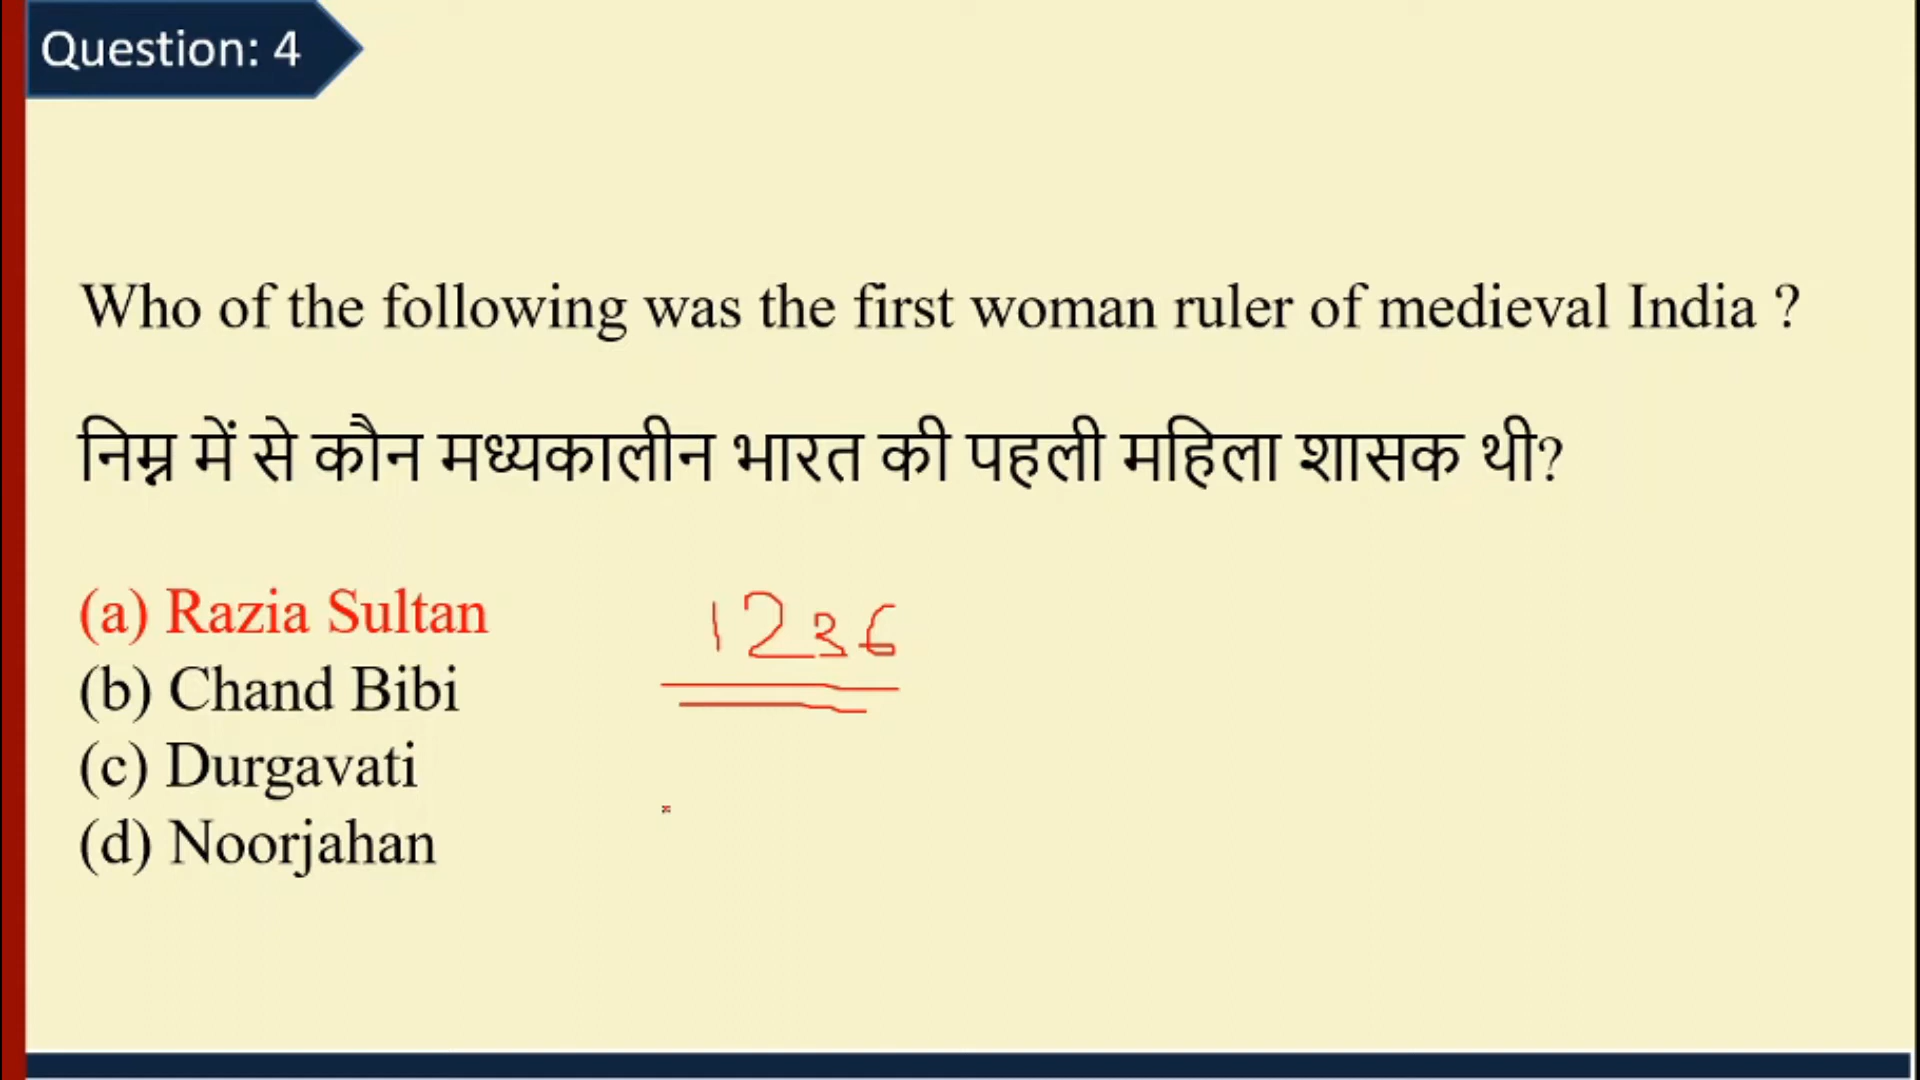 Question: 4
Who of the following was the first woman ruler of medieval India ?
निम्न में से कौन मध्यकालीन भारत की पहली महिला शासक थी?
(a) Razia Sultan
1236
(b) Chand Bibi
(c) Durgavati
(d) Noorjahan